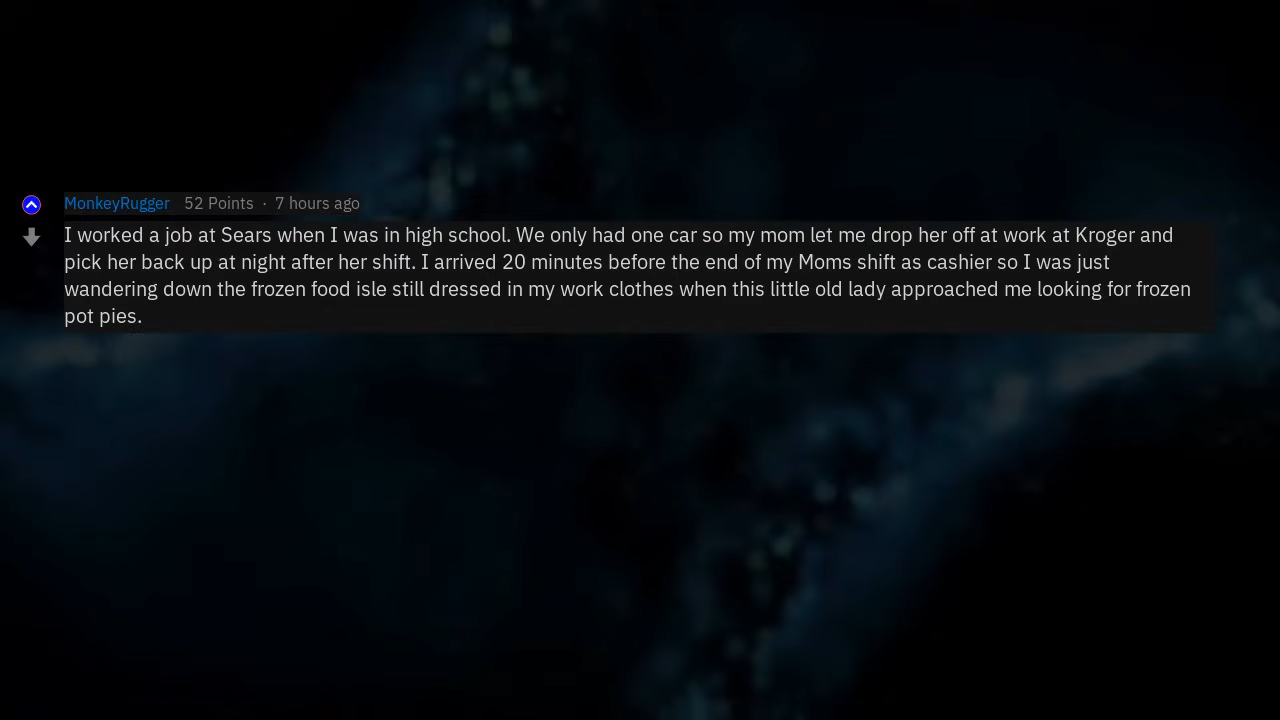 MonkeyRugger 52 Points · 7 hours ago
I worked a job at Sears when I was in high school. We only had one car so my mom let me drop her off at work at Kroger and
pick her back up at night after her shift. I arrived 20 minutes before the end of my Moms shift as cashier so I was just
wandering down the frozen food isle still dressed in my work clothes when this little old lady approached me looking for frozen
pot pies.